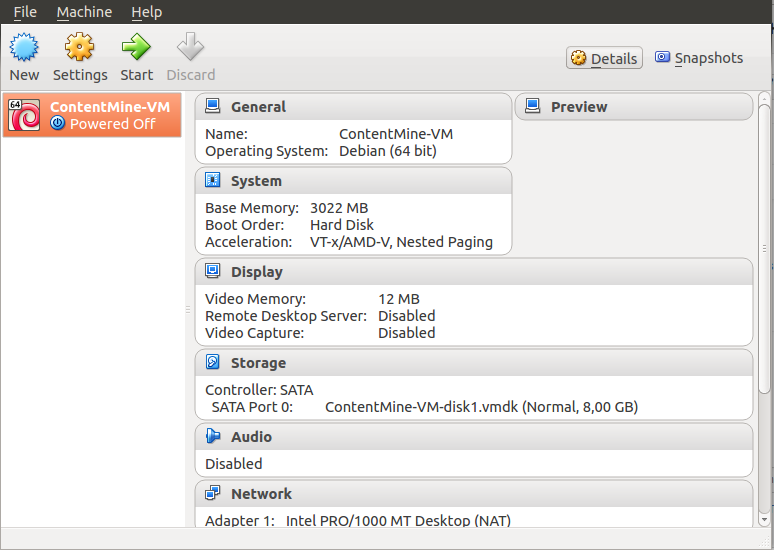 File Machine Help
New Settings Start Discard Details Snapshots
64 ContentMine-VM
Powered Off
General
Name: ContentMine-VM
Operating System: Debian (64 bit)
Preview
System
Base Memory: 3022 MB
Boot Order: Hard Disk
Acceleration: VT-x/AMD-V, Nested Paging
Display
Video Memory: 12 MB
Remote Desktop Server: Disabled
Video Capture: Disabled
Storage
Controller: SATA
SATA Port 0: ContentMine-VM-disk1.vmdk (Normal, 8,00 GB)
Audio
Disabled
Network
Adapter 1: Intel PRO/1000 MT Desktop (NAT)